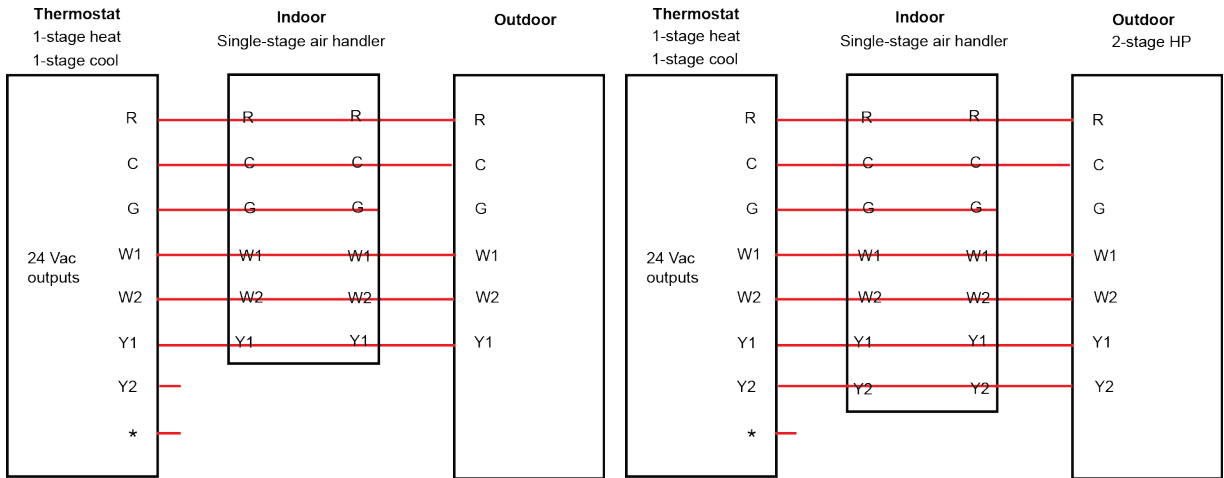 Thermostat
1-stage heat
1-stage cool
Indoor
Single-stage air handler
Outdoor
R R R R
C C C C
G G G G
24 Vac
outputs
W1 W1 W1 W1
W2 W2 W2 W2
Y1 Y1 Y1 Y1
Y2
*
Thermostat
1-stage heat
1-stage cool
Indoor
Single-stage air handler
Outdoor
2-stage HP
R R R R
C C C C
G G G G
24 Vac
outputs
W1 W1 W1 W1
W2 W2 W2 W2
Y1 Y1 Y1 Y1
Y2 Y2 Y2 Y2
*